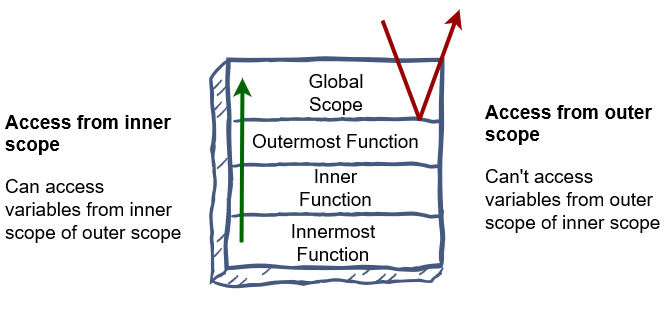 Access from inner
scope
Can access
variables from inner
scope of outer scope
Global
Scope
Outermost Function
Inner
Function
Innermost
Function
Access from outer
scope
Can't access
variables from outer
scope of inner scope